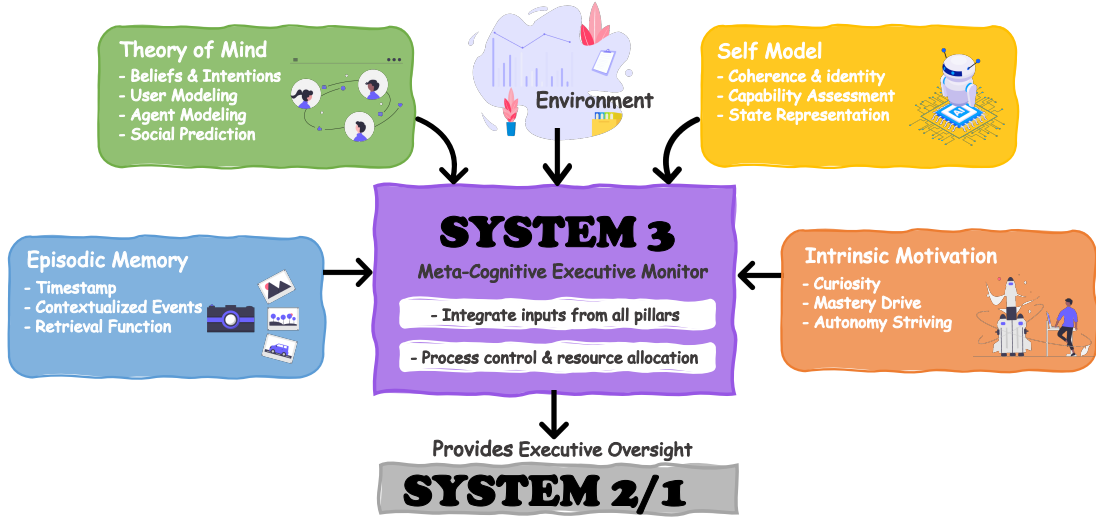 Theory of Mind
- Beliefs & Intentions
- User Modeling
- Agent Modeling
- Social Prediction
Environment
Self Model
- Coherence & identity
- Capability Assessment
- State Representation
Episodic Memory
- Timestamp
- Contextualized Events
- Retrieval Function
SYSTEM 3
Meta-Cognitive Executive Monitor
- Integrate inputs from all pillars
- Process control & resource allocation
Intrinsic Motivation
- Curiosity
- Mastery Drive
- Autonomy Striving
Provides Executive Oversight
SYSTEM 2/1